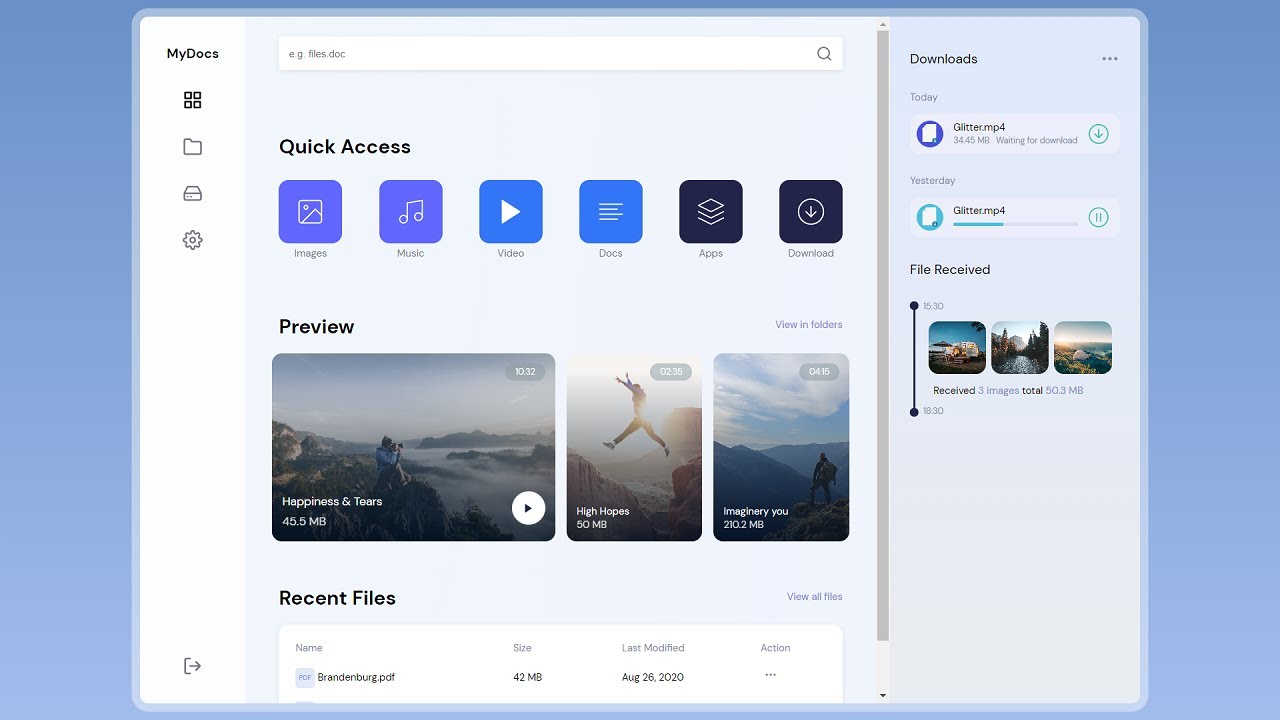 MyDocs
e.g. files.doc
Quick Access
Images
Music
Video
Docs
Apps
Download
Preview
View in folders
10:32
Happiness & Tears
45.5 MB
02:35
High Hopes
50 MB
04:15
Imaginery you
210.2 MB
Recent Files
View all files
Name Size Last Modified Action
PDF Brandenburg.pdf 42 MB Aug 26, 2020
Downloads
Today
Glitter.mp4
34.45 MB Waiting for download
Yesterday
Glitter.mp4
File Received
15:30
Received 3 images total 50.3 MB
18:30